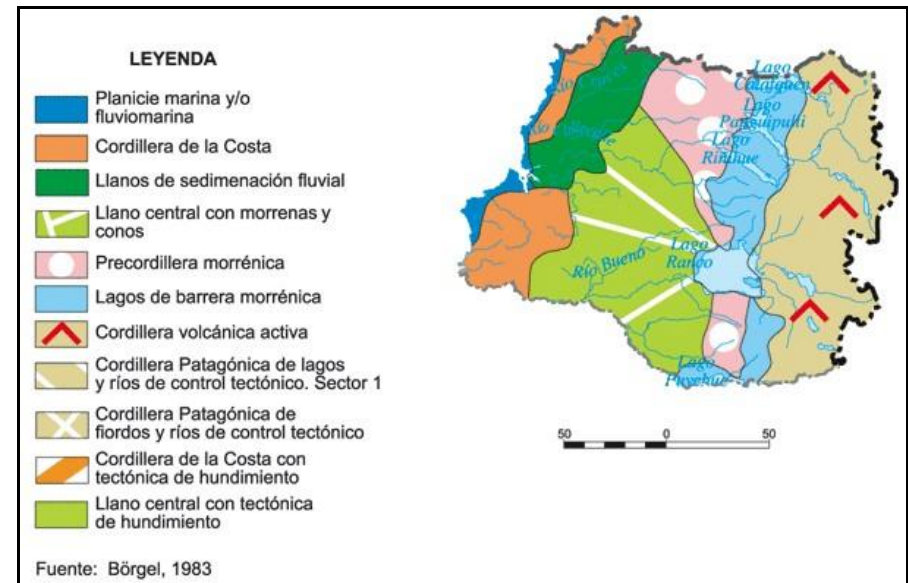 LEYENDA
Planicie marina y/o
fluviomarina
Cordillera de la Costa
Llanos de sedimenación fluvial
Llano central con morrenas y
conos
Precordillera morrénica
Lagos de barrera morrénica
Cordillera volcánica activa
Cordillera Patagónica de lagos
y ríos de control tectónico. Sector 1
Cordillera Patagónica de
fiordos y ríos de control tectónico
Cordillera de la Costa con
tectónica de hundimiento
Llano central con tectónica
de hundimiento
Fuente: Börgel, 1983
Lago
Lago
Panguipulli
Lago
Riñihue
Río
Río
Lago
Ranco
Río Bueno
Lago
Puyehue
50 0 50